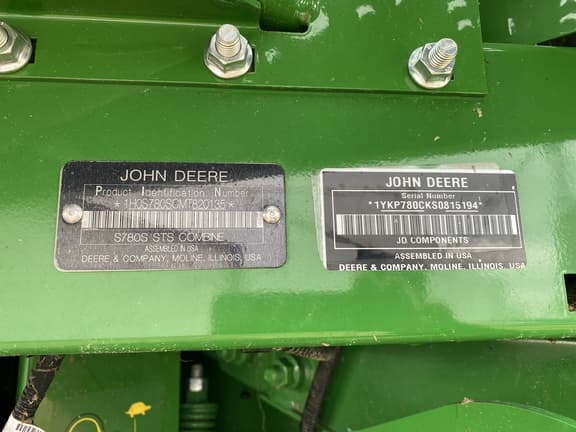 JOHN DEERE
Product Identification Number
*1H0S780SCMT820135*
S780S STS COMBINE
ASSEMBLED IN USA
DEERE & COMPANY, MOLINE, ILLINOIS, USA
JOHN DEERE
Serial Number
*1YKP780CKS0815194*
JD COMPONENTS
ASSEMBLED IN USA
DEERE & COMPANY, MOLINE, ILLINOIS, USA